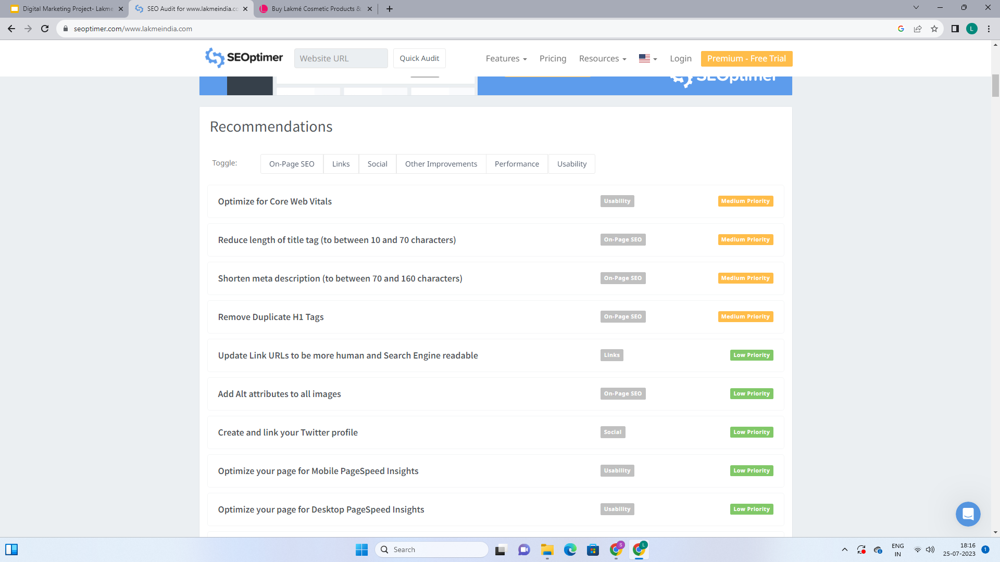 Digital Marketing Project- Lakme
SEO Audit for www.lakmeindia.co
Buy Lakmé Cosmetic Products &
seoptimer.com/www.lakmeindia.com
L
SEOptimer
Website URL
Quick Audit
Features
Pricing
Resources
Login
Premium - Free Trial
SEOptimer
Recommendations
Toggle:
On-Page SEO
Links
Social
Other Improvements
Performance
Usability
Optimize for Core Web Vitals
Usability
Medium Priority
Reduce length of title tag (to between 10 and 70 characters)
On-Page SEO
Medium Priority
Shorten meta description (to between 70 and 160 characters)
On-Page SEO
Medium Priority
Remove Duplicate H1 Tags
On-Page SEO
Medium Priority
Update Link URLs to be more human and Search Engine readable
Links
Low Priority
Add Alt attributes to all images
On-Page SEO
Low Priority
Create and link your Twitter profile
Social
Low Priority
Optimize your page for Mobile PageSpeed Insights
Usability
Low Priority
Optimize your page for Desktop PageSpeed Insights
Usability
Low Priority
Search
S
L
ENG
IN
18:16
25-07-2023
1